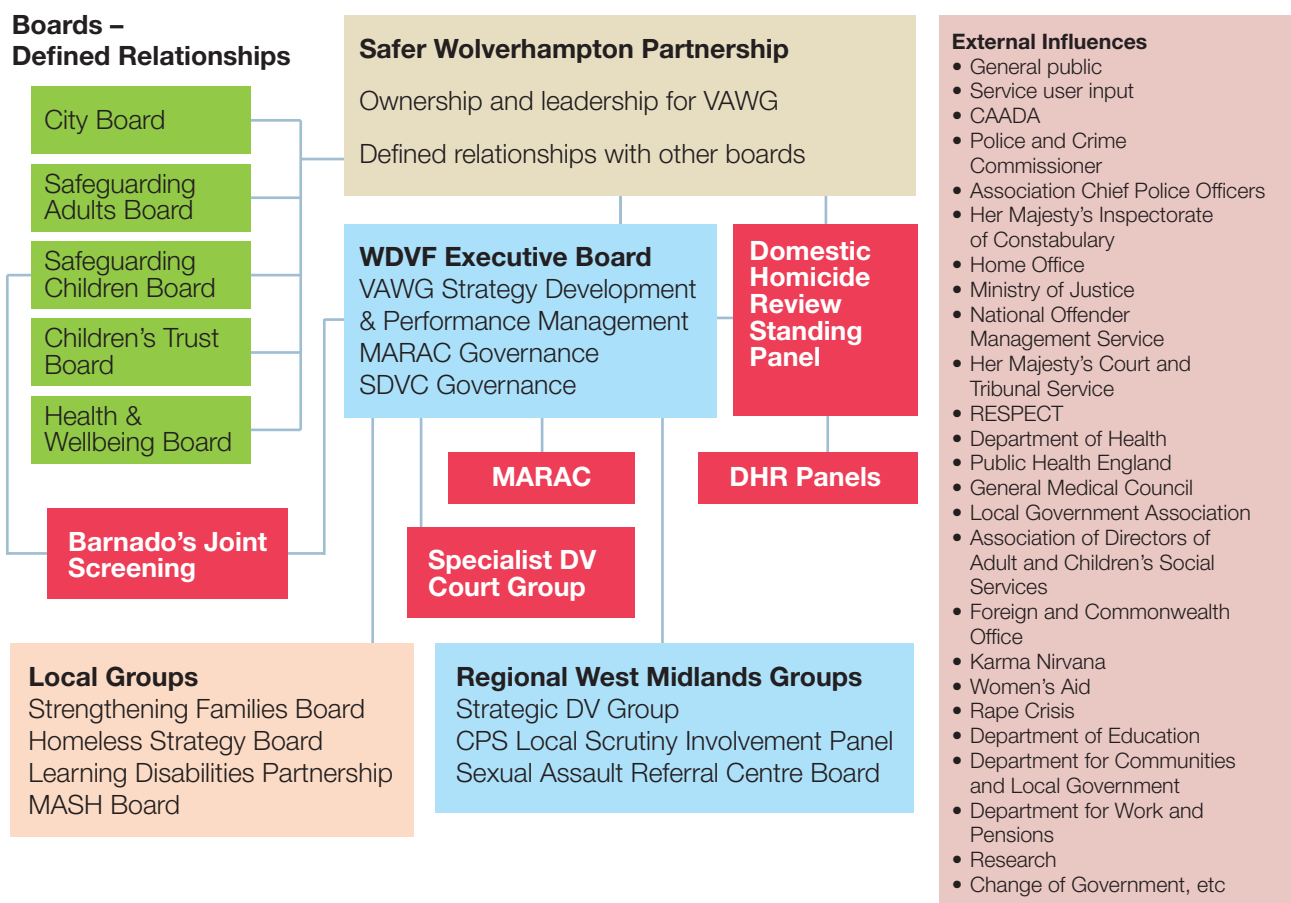 Boards –
Defined Relationships
City Board
Safeguarding
Adults Board
Safeguarding
Children Board
Children’s Trust
Board
Health &
Wellbeing Board
Barnado’s Joint
Screening
Safer Wolverhampton Partnership
Ownership and leadership for VAWG
Defined relationships with other boards
WDVF Executive Board
VAWG Strategy Development
& Performance Management
MARAC Governance
SDVC Governance
Domestic
Homicide
Review
Standing
Panel
MARAC
DHR Panels
Specialist DV
Court Group
Local Groups
Strengthening Families Board
Homeless Strategy Board
Learning Disabilities Partnership
MASH Board
Regional West Midlands Groups
Strategic DV Group
CPS Local Scrutiny Involvement Panel
Sexual Assault Referral Centre Board
External Influences
• General public
• Service user input
• CAADA
• Police and Crime
Commissioner
• Association Chief Police Officers
• Her Majesty’s Inspectorate
of Constabulary
• Home Office
• Ministry of Justice
• National Offender
Management Service
• Her Majesty’s Court and
Tribunal Service
• RESPECT
• Department of Health
• Public Health England
• General Medical Council
• Local Government Association
• Association of Directors of
Adult and Children’s Social
Services
• Foreign and Commonwealth
Office
• Karma Nirvana
• Women’s Aid
• Rape Crisis
• Department of Education
• Department for Communities
and Local Government
• Department for Work and
Pensions
• Research
• Change of Government, etc